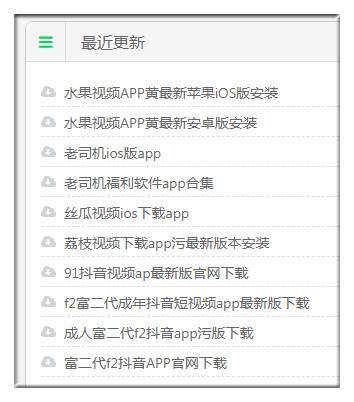 最近更新
水果视频APP黄最新苹果iOS版安装
水果视频APP黄最新安卓版安装
老司机ios版app
老司机福利软件app合集
丝瓜视频ios下载app
荔枝视频下载app污最新版本安装
91抖音视频ap最新版官网下载
f2富二代成年抖音短视频app最新版下载
成人富二代f2抖音app污版下载
富二代f2抖音APP官网下载